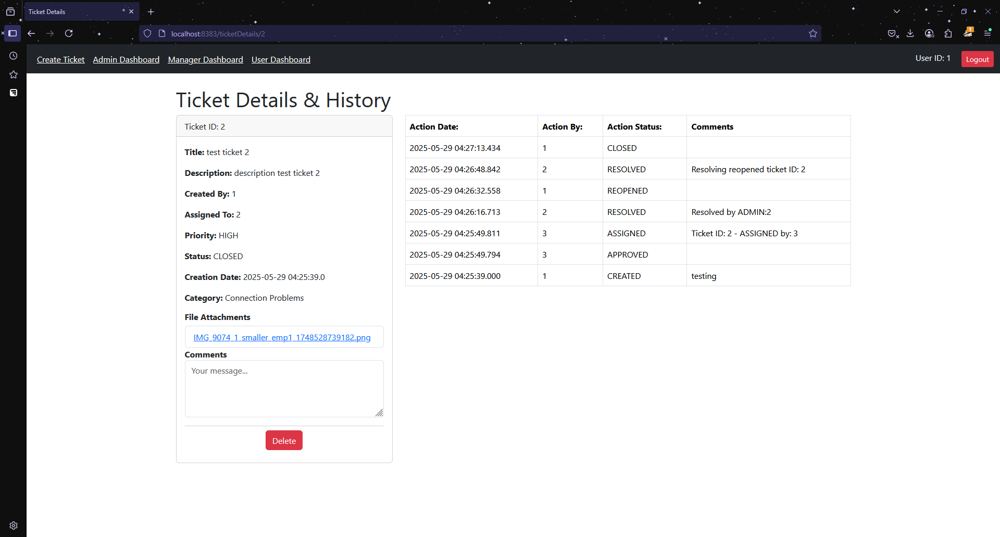 Ticket Details
localhost:8383/ticketDetails/2
1
Create Ticket Admin Dashboard Manager Dashboard User Dashboard User ID: 1 Logout
Ticket Details & History
Ticket ID: 2
Title: test ticket 2
Description: description test ticket 2
Created By: 1
Assigned To: 2
Priority: HIGH
Status: CLOSED
Creation Date: 2025-05-29 04:25:39.0
Category: Connection Problems
File Attachments
IMG_9074_1_smaller_emp1_1748528739182.png
Comments
Your message...
Delete
Action Date: Action By: Action Status: Comments
2025-05-29 04:27:13.434 1 CLOSED
2025-05-29 04:26:48.842 2 RESOLVED Resolving reopened ticket ID: 2
2025-05-29 04:26:32.558 1 REOPENED
2025-05-29 04:26:16.713 2 RESOLVED Resolved by ADMIN:2
2025-05-29 04:25:49.811 3 ASSIGNED Ticket ID: 2 - ASSIGNED by: 3
2025-05-29 04:25:49.794 3 APPROVED
2025-05-29 04:25:39.000 1 CREATED testing